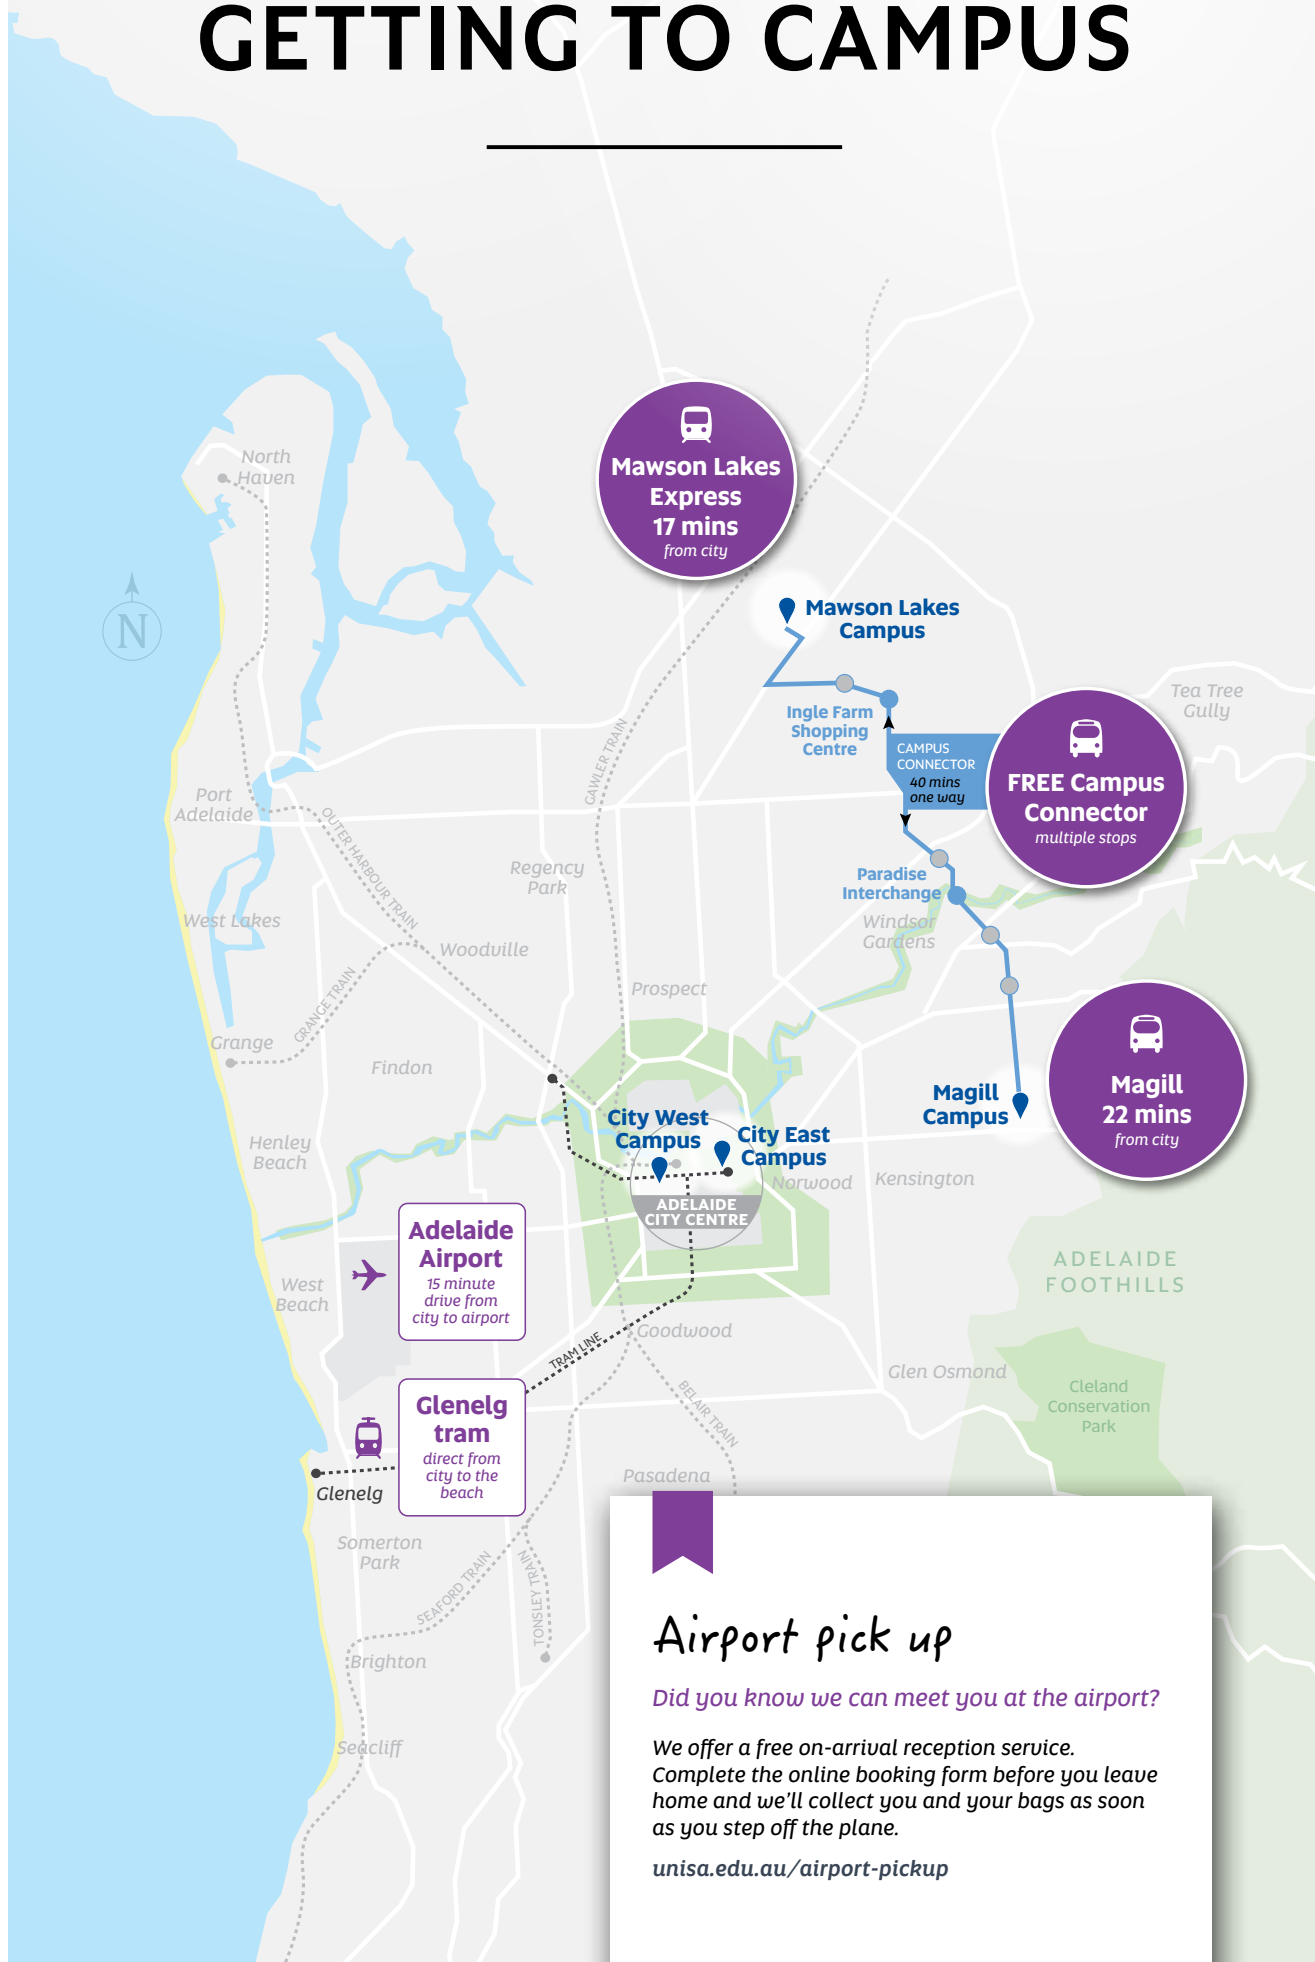 GETTING TO CAMPUS
North
Haven
Mawson Lakes
Express
17 mins
from city
N
Mawson Lakes
Campus
Tea Tree
Gully
Ingle Farm
Shopping
Centre
CAMPUS
CONNECTOR
40 mins
one way
FREE Campus
Connector
multiple stops
GAWLER TRAIN
Port
Adelaide
OUTER HARBOUR TRAIN
Regency
Park
Paradise
Interchange
West Lakes
Windsor
Gardens
Woodville
GRANGE TRAIN
Prospect
Grange
Findon
Magill
22 mins
from city
Magill
Campus
City West
Campus
City East
Campus
Henley
Beach
Norwood
Kensington
ADELAIDE
CITY CENTRE
Adelaide
Airport
15 minute
drive from
city to airport
ADELAIDE
FOOTHILLS
West
Beach
Goodwood
TRAM LINE
Glen Osmond
BELAIR TRAIN
Cleland
Conservation
Park
Glenelg
tram
direct from
city to the
beach
Glenelg
Pasadena
Somerton
Park
SEAFORD TRAIN
TONSLEY TRAIN
Brighton
Seacliff
Airport pick up
Did you know we can meet you at the airport?
We offer a free on-arrival reception service.
Complete the online booking form before you leave
home and we'll collect you and your bags as soon
as you step off the plane.
unisa.edu.au/airport-pickup